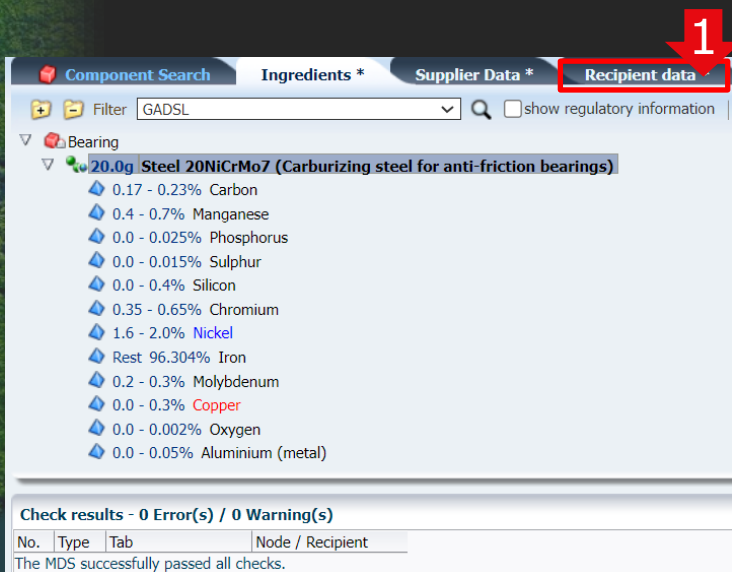 1
Component Search Ingredients * Supplier Data * Recipient data *
Filter GADSL show regulatory information
Bearing
20.0g Steel 20NiCrMo7 (Carburizing steel for anti-friction bearings)
0.17 - 0.23% Carbon
0.4 - 0.7% Manganese
0.0 - 0.025% Phosphorus
0.0 - 0.015% Sulphur
0.0 - 0.4% Silicon
0.35 - 0.65% Chromium
1.6 - 2.0% Nickel
Rest 96.304% Iron
0.2 - 0.3% Molybdenum
0.0 - 0.3% Copper
0.0 - 0.002% Oxygen
0.0 - 0.05% Aluminium (metal)
Check results - 0 Error(s) / 0 Warning(s)
No. Type Tab Node / Recipient
The MDS successfully passed all checks.